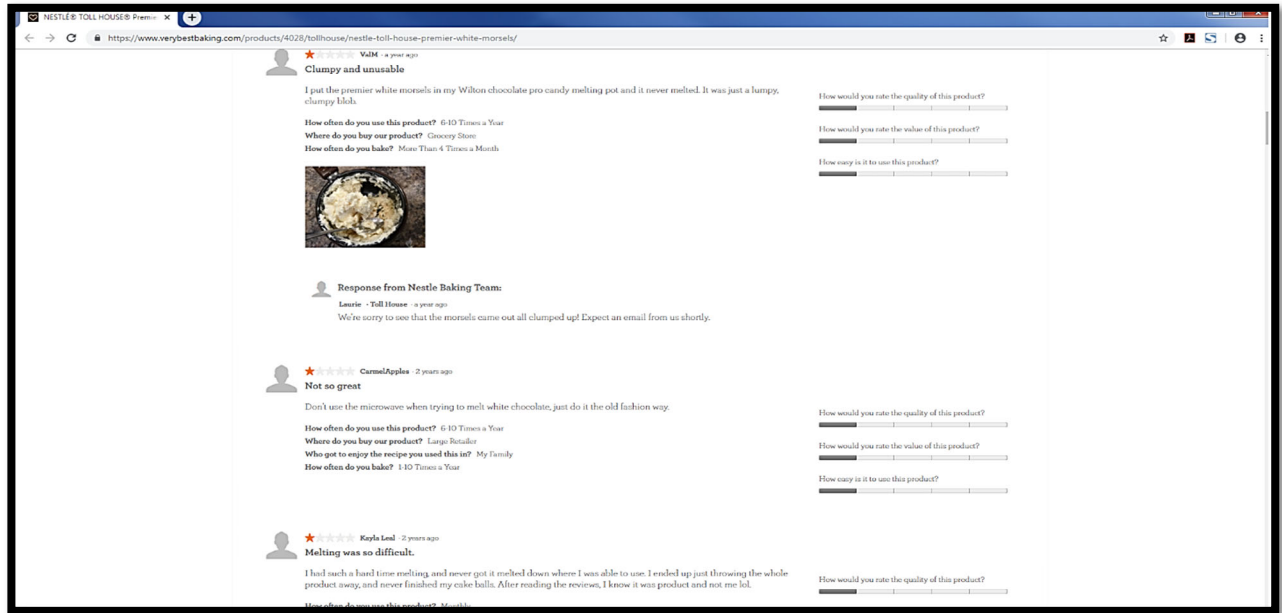 NESTLÉ® TOLL HOUSE® Premie
https://www.verybestbaking.com/products/4028/tollhouse/nestle-toll-house-premier-white-morsels/
ValM · a year ago
Clumpy and unusable
I put the premier white morsels in my Wilton chocolate pro candy melting pot and it never melted. It was just a lumpy,
clumpy blob.
How often do you use this product? 6-10 Times a Year
Where do you buy our product? Grocery Store
How often do you bake? More Than 4 Times a Month
How would you rate the quality of this product?
How would you rate the value of this product?
How easy is it to use this product?
Response from Nestle Baking Team:
Laurie · Toll House · a year ago
We're sorry to see that the morsels came out all clumped up! Expect an email from us shortly.
CarmelApples · 2 years ago
Not so great
Don't use the microwave when trying to melt white chocolate, just do it the old fashion way.
How often do you use this product? 6-10 Times a Year
Where do you buy our product? Large Retailer
Who got to enjoy the recipe you used this in? My Family
How often do you bake? 1-10 Times a Year
How would you rate the quality of this product?
How would you rate the value of this product?
How easy is it to use this product?
Kayla Leal · 2 years ago
Melting was so difficult.
I had such a hard time melting, and never got it melted down where I was able to use. I ended up just throwing the whole
product away, and never finished my cake balls. After reading the reviews, I know it was product and not me lol.
How often do you use this product? Monthly
How would you rate the quality of this product?